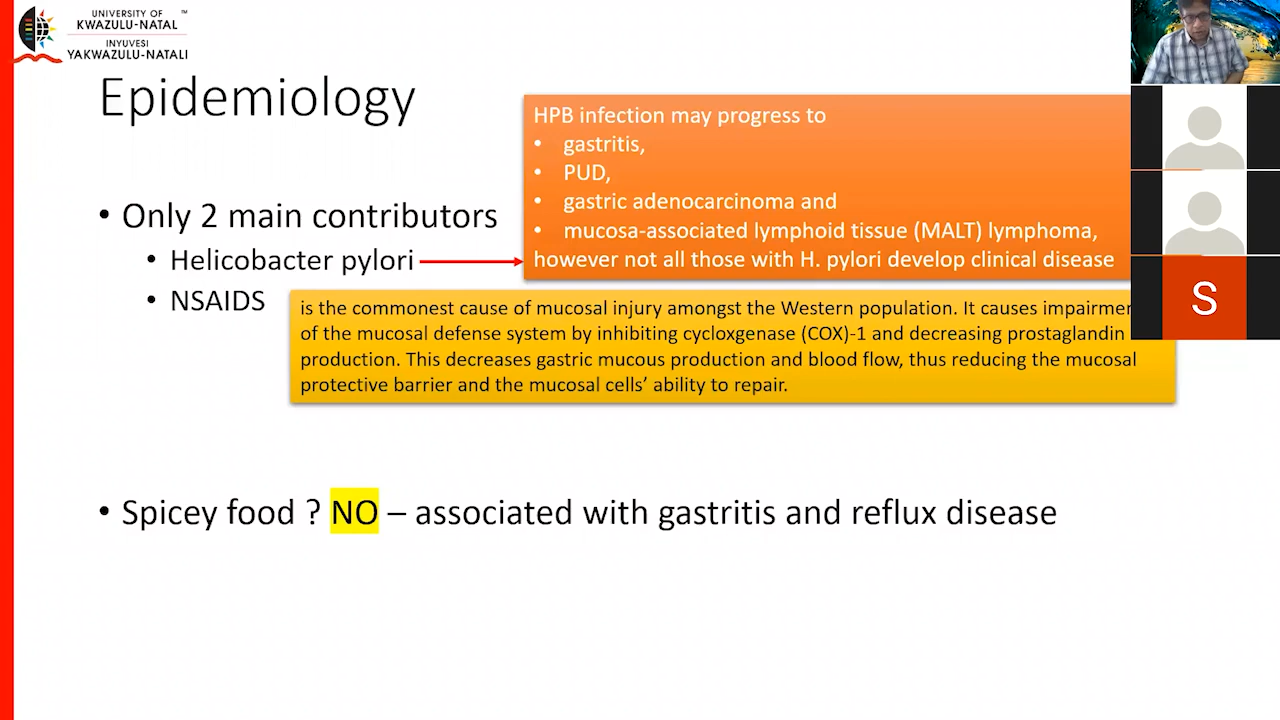 UNIVERSITY OF ™
KWAZULU-NATAL
INYUVESI
YAKWAZULU-NATALI
Epidemiology
HPB infection may progress to
• gastritis,
• PUD,
• gastric adenocarcinoma and
• mucosa-associated lymphoid tissue (MALT) lymphoma,
however not all those with H. pylori develop clinical disease
• Only 2 main contributors
• Helicobacter pylori
• NSAIDS
is the commonest cause of mucosal injury amongst the Western population. It causes
of the mucosal defense system by inhibiting cycloxgenase (COX)-1 and decreasing prostaglandin
production. This decreases gastric mucous production and blood flow, thus reducing the mucosal
protective barrier and the mucosal cells’ ability to repair.
• Spicey food ? NO – associated with gastritis and reflux disease
S